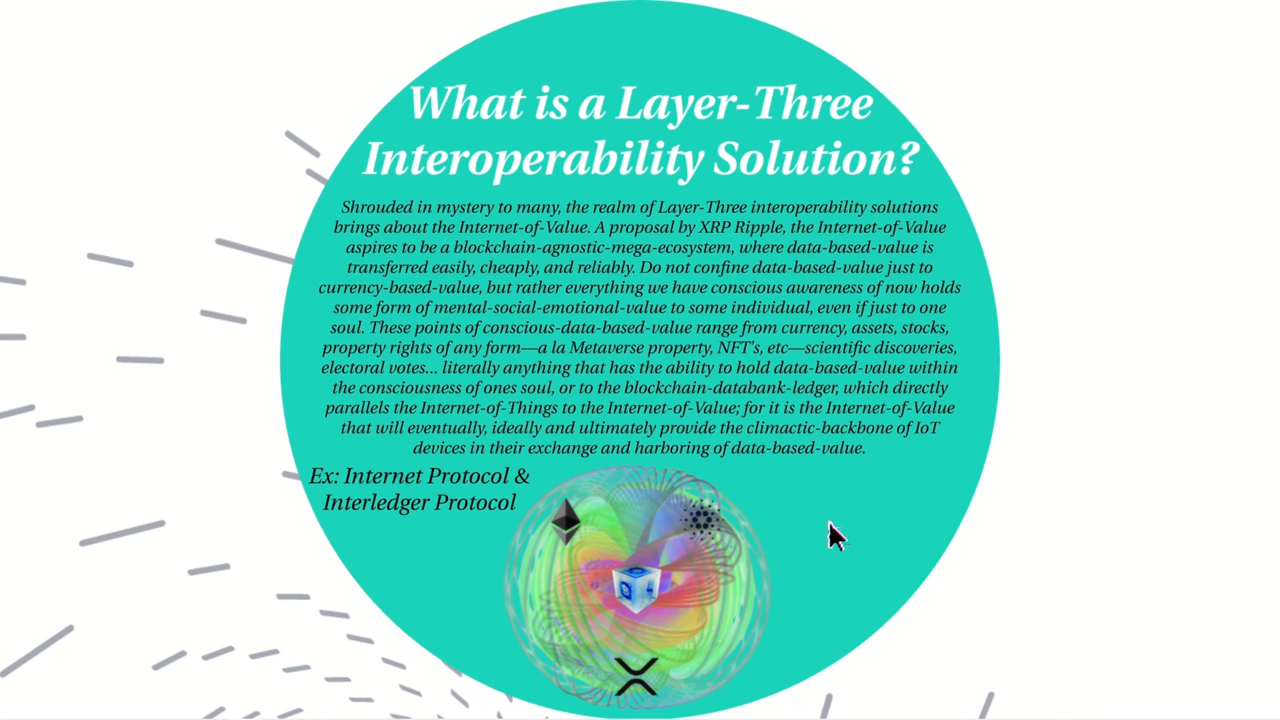 What is a Layer-Three
Interoperability Solution?
Shrouded in mystery to many, the realm of Layer-Three interoperability solutions
brings about the Internet-of-Value. A proposal by XRP Ripple, the Internet-of-Value
aspires to be a blockchain-agnostic-mega-ecosystem, where data-based-value is
transferred easily, cheaply, and reliably. Do not confine data-based-value just to
currency-based-value, but rather everything we have conscious awareness of now holds
some form of mental-social-emotional-value to some individual, even if just to one
soul. These points of conscious-data-based-value range from currency, assets, stocks,
property rights of any form—a la Metaverse property, NFT's, etc—scientific discoveries,
electoral votes... literally anything that has the ability to hold data-based-value within
the consciousness of ones soul, or to the blockchain-databank-ledger, which directly
parallels the Internet-of-Things to the Internet-of-Value; for it is the Internet-of-Value
that will eventually, ideally and ultimately provide the climactic-backbone of IoT
devices in their exchange and harboring of data-based-value.
Ex: Internet Protocol &
Interledger Protocol